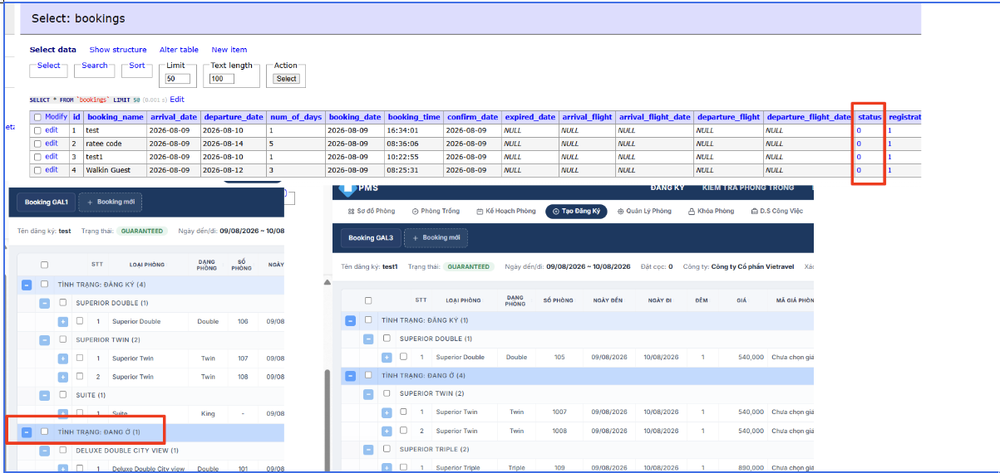 Select: bookings
Select data Show structure Alter table New item
Select Search Sort Limit Text length Action
50 100 Select
SELECT * FROM `bookings` LIMIT 50 (0.001 s) Edit
Modify id booking_name arrival_date departure_date num_of_days booking_date booking_time confirm_date expired_date arrival_flight arrival_flight_date departure_flight departure_flight_date status registrat
edit 1 test 2026-08-09 2026-08-10 1 2026-08-09 16:34:01 2026-08-09 NULL NULL NULL NULL NULL 0 1
edit 2 ratee code 2026-08-09 2026-08-14 5 2026-08-09 08:36:06 2026-08-09 NULL NULL NULL NULL NULL 0 1
edit 3 test1 2026-08-09 2026-08-10 1 2026-08-09 10:22:55 2026-08-09 NULL NULL NULL NULL NULL 0 1
edit 4 Walkin Guest 2026-08-09 2026-08-12 3 2026-08-09 08:25:31 2026-08-09 NULL NULL NULL NULL NULL 0 1
eta
Booking GAL1 + Booking mới
Tên đăng ký: test Trạng thái: GUARANTEED Ngày đến/đi: 09/08/2026 ~ 10/08
STT LOẠI PHÒNG DẠNG PHÒNG SỐ PHÒNG NGÀY
TÌNH TRẠNG: ĐĂNG KÝ (4)
SUPERIOR DOUBLE (1)
1 Superior Double Double 106 09/08
SUPERIOR TWIN (2)
1 Superior Twin Twin 107 09/08
2 Superior Twin Twin 108 09/08
SUITE (1)
1 Suite King - 09/08
TÌNH TRẠNG: ĐANG Ở (1)
DELUXE DOUBLE CITY VIEW (1)
1 Deluxe Double City view Double 101 09/08
PMS ĐĂNG KÝ KIỂM TRA PHÒNG TRỐNG
Sơ đồ Phòng Phòng Trống Kế Hoạch Phòng Tạo Đăng Ký Quản Lý Phòng Khóa Phòng D.S Công Việc
Booking GAL3 + Booking mới
Tên đăng ký: test1 Trạng thái: GUARANTEED Ngày đến/đi: 09/08/2026 ~ 10/08/2026 Đặt cọc: 0 Công ty: Công ty Cổ phần Vietravel Xác
STT LOẠI PHÒNG DẠNG PHÒNG SỐ PHÒNG NGÀY ĐẾN NGÀY ĐI ĐÊM GIÁ MÃ GIÁ PHÒN
TÌNH TRẠNG: ĐĂNG KÝ (1)
SUPERIOR DOUBLE (1)
1 Superior Double Double 105 09/08/2026 10/08/2026 1 540,000 Chưa chọn giá
TÌNH TRẠNG: ĐANG Ở (4)
SUPERIOR TWIN (2)
1 Superior Twin Twin 1007 09/08/2026 10/08/2026 1 540,000 Chưa chọn giá
2 Superior Twin Twin 1008 09/08/2026 10/08/2026 1 540,000 Chưa chọn giá
SUPERIOR TRIPLE (2)
1 Superior Triple Triple 109 09/08/2026 10/08/2026 1 890,000 Chưa chọn giá